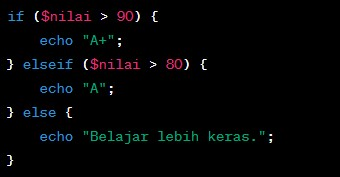 if ($nilai > 90) {
    echo "A+";
} elseif ($nilai > 80) {
    echo "A";
} else {
    echo "Belajar lebih keras.";
}